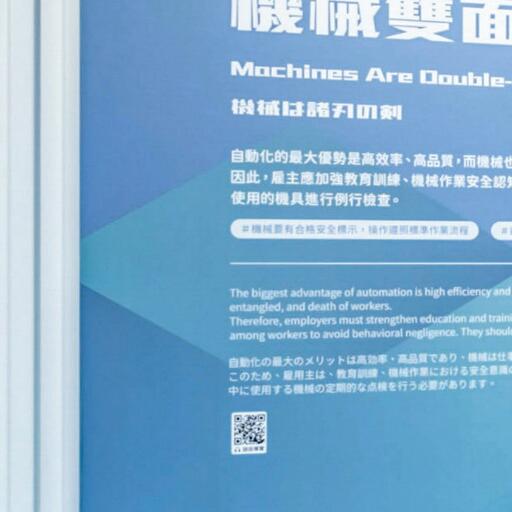 機械雙面
Machines Are Double-
機械は諸刃の剣
自動化的最大優勢是高效率、高品質，而機械也
因此，雇主應加強教育訓練、機械作業安全認知
使用的機具進行例行檢查。
#機械要有合格安全標示，操作遵照標準作業流程
The biggest advantage of automation is high efficiency and
entangled, and death of workers.
Therefore, employers must strengthen education and traini
among workers to avoid behavioral negligence. They shoul
自動化の最大のメリットは高効率・高品質であり、機械は仕事
このため、雇用主は、教育訓練、機械作業における安全意識の
中に使用する機械の定期的な点検を行う必要があります。